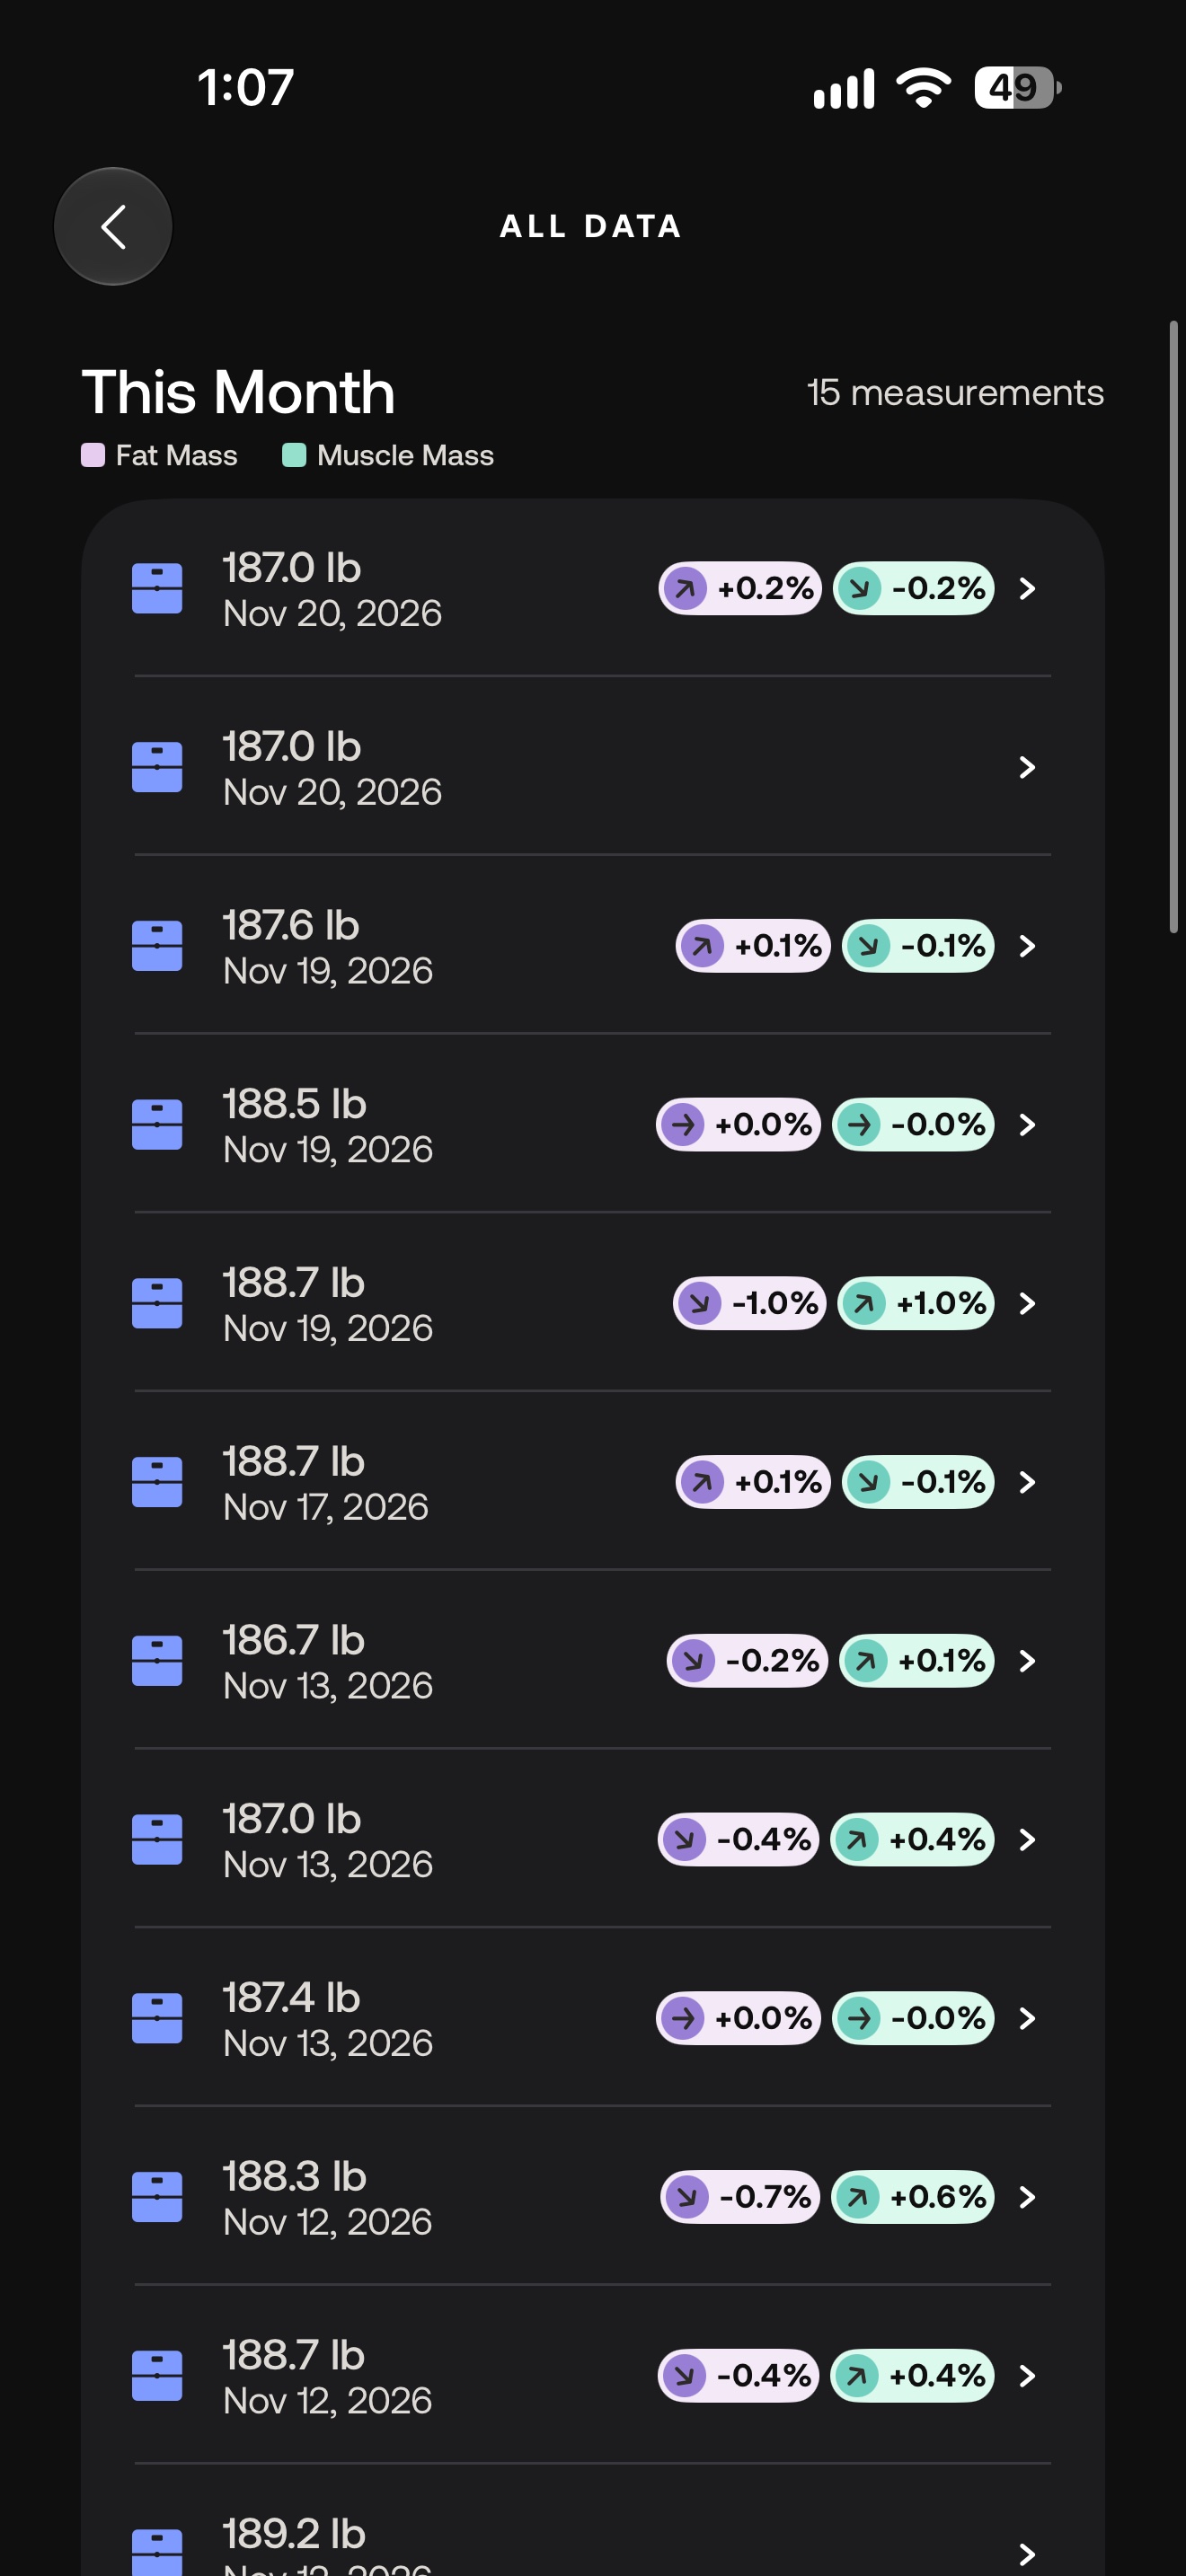 1:07
49
ALL DATA
This Month
15 measurements
Fat Mass
Muscle Mass
187.0 lb
Nov 20, 2026
+0.2%
-0.2%
187.0 lb
Nov 20, 2026
187.6 lb
Nov 19, 2026
+0.1%
-0.1%
188.5 lb
Nov 19, 2026
+0.0%
-0.0%
188.7 lb
Nov 19, 2026
-1.0%
+1.0%
188.7 lb
Nov 17, 2026
+0.1%
-0.1%
186.7 lb
Nov 13, 2026
-0.2%
+0.1%
187.0 lb
Nov 13, 2026
-0.4%
+0.4%
187.4 lb
Nov 13, 2026
+0.0%
-0.0%
188.3 lb
Nov 12, 2026
-0.7%
+0.6%
188.7 lb
Nov 12, 2026
-0.4%
+0.4%
189.2 lb
Nov 12, 2026